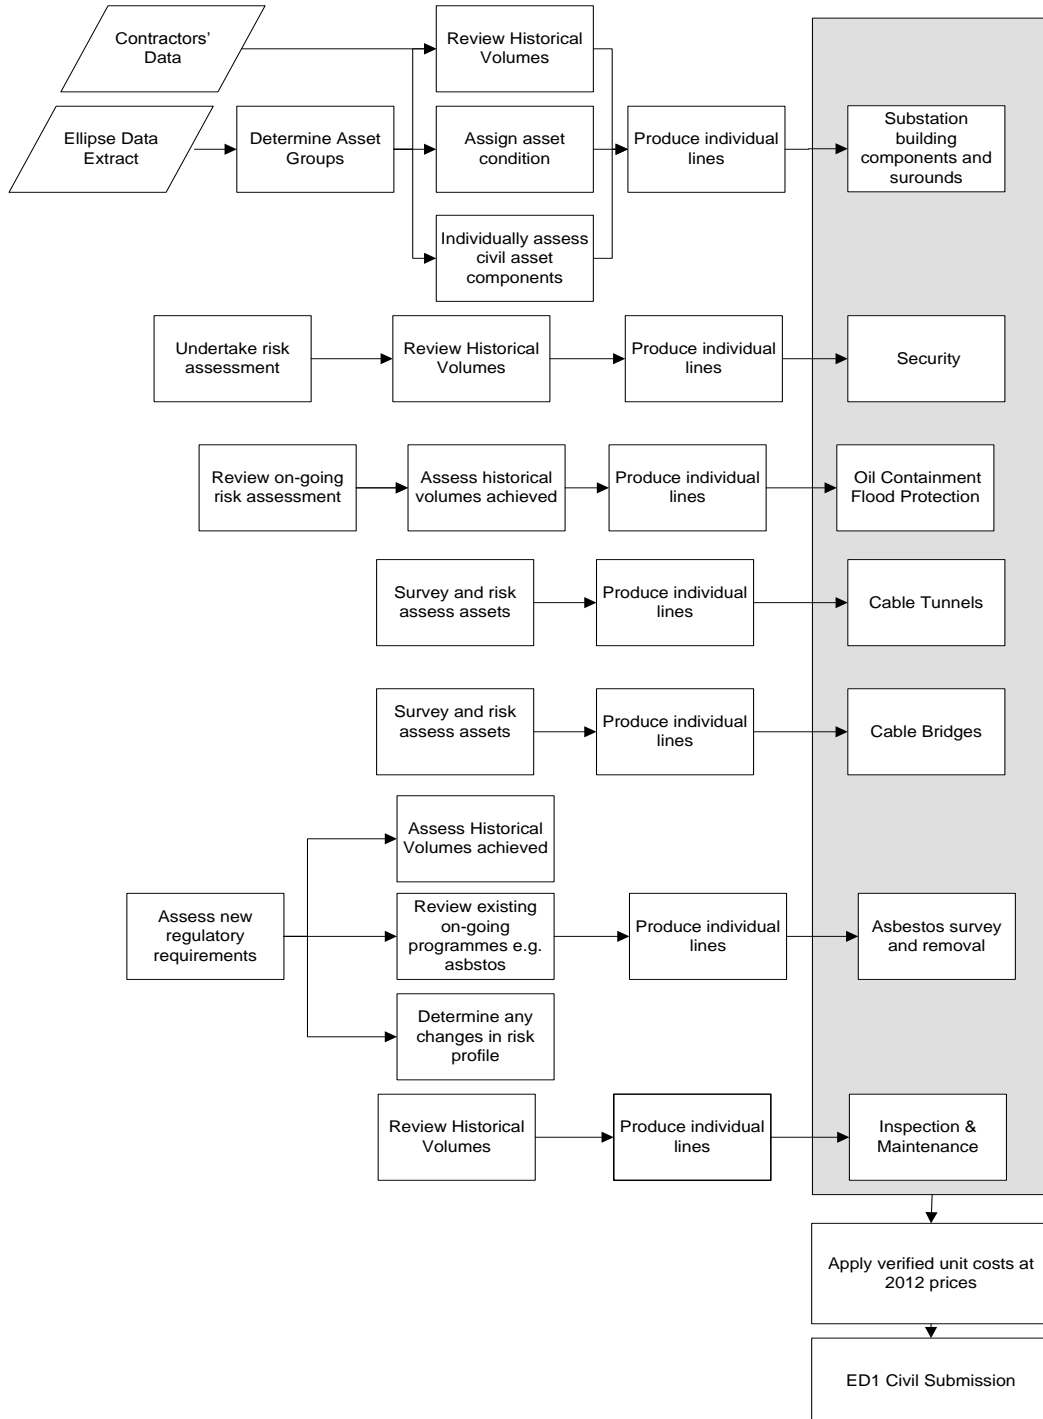 Contractors'
Data
Review Historical
Volumes
Ellipse Data
Extract
Determine Asset
Groups
Assign asset
condition
Produce individual
lines
Substation
building
components and
surounds
Individually assess
civil asset
components
Undertake risk
assessment
Review Historical
Volumes
Produce individual
lines
Security
Review on-going
risk assessment
Assess historical
volumes achieved
Produce individual
lines
Oil Containment
Flood Protection
Survey and risk
assess assets
Produce individual
lines
Cable Tunnels
Survey and risk
assess assets
Produce individual
lines
Cable Bridges
Assess Historical
Volumes achieved
Assess new
regulatory
requirements
Review existing
on-going
programmes e.g.
asbstos
Produce individual
lines
Asbestos survey
and removal
Determine any
changes in risk
profile
Review Historical
Volumes
Produce individual
lines
Inspection &
Maintenance
Apply verified unit costs at
2012 prices
ED1 Civil Submission